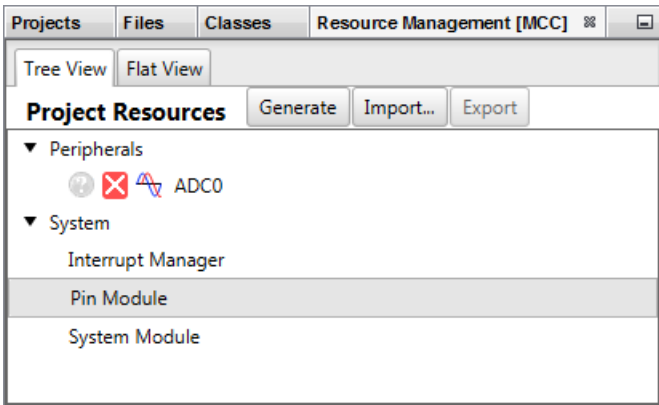 Projects Files Classes Resource Management [MCC]
Tree View Flat View
Project Resources Generate Import... Export
Peripherals
ADC0
System
Interrupt Manager
Pin Module
System Module